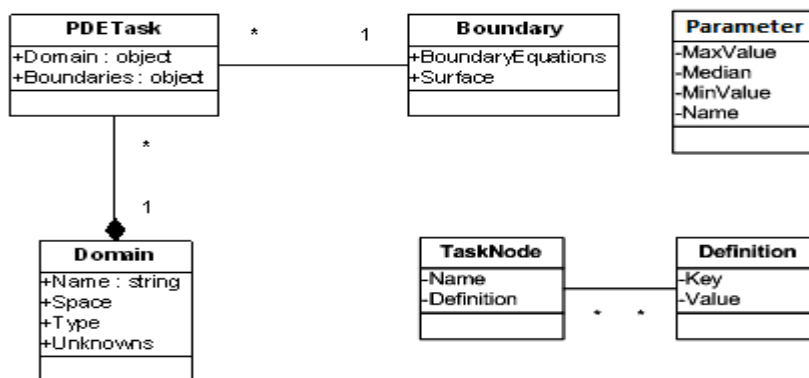 PDETask
+Domain : object
+Boundaries : object
*
1
Boundary
+BoundaryEquations
+Surface
Parameter
-MaxValue
-Median
-MinValue
-Name
*
1
Domain
+Name : string
+Space
+Type
+Unknowns
TaskNode
-Name
-Definition
*
*
Definition
-Key
-Value